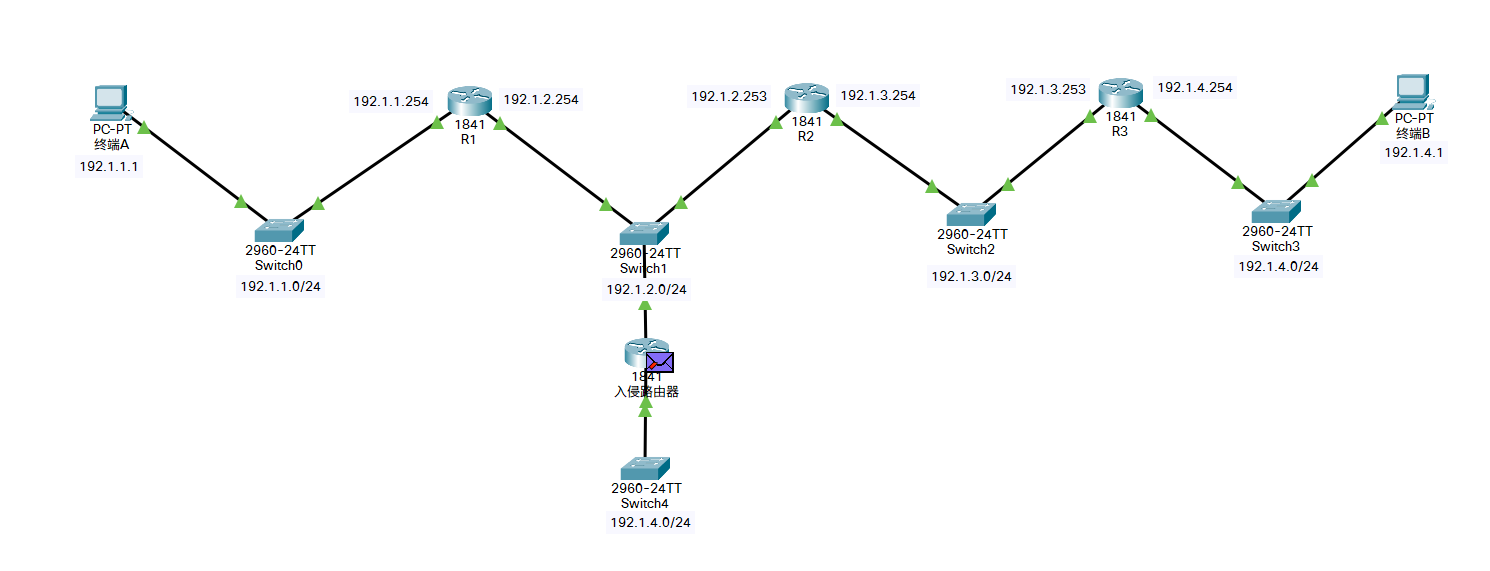 PC-PT
终端A
192.1.1.1
192.1.1.254
192.1.2.254
1841
R1
192.1.2.253
192.1.3.254
1841
R2
192.1.3.253
192.1.4.254
1841
R3
PC-PT
终端B
192.1.4.1
2960-24TT
Switch0
192.1.1.0/24
2960-24TT
Switch1
192.1.2.0/24
2960-24TT
Switch2
192.1.3.0/24
2960-24TT
Switch3
192.1.4.0/24
1841
入侵路由器
2960-24TT
Switch4
192.1.4.0/24